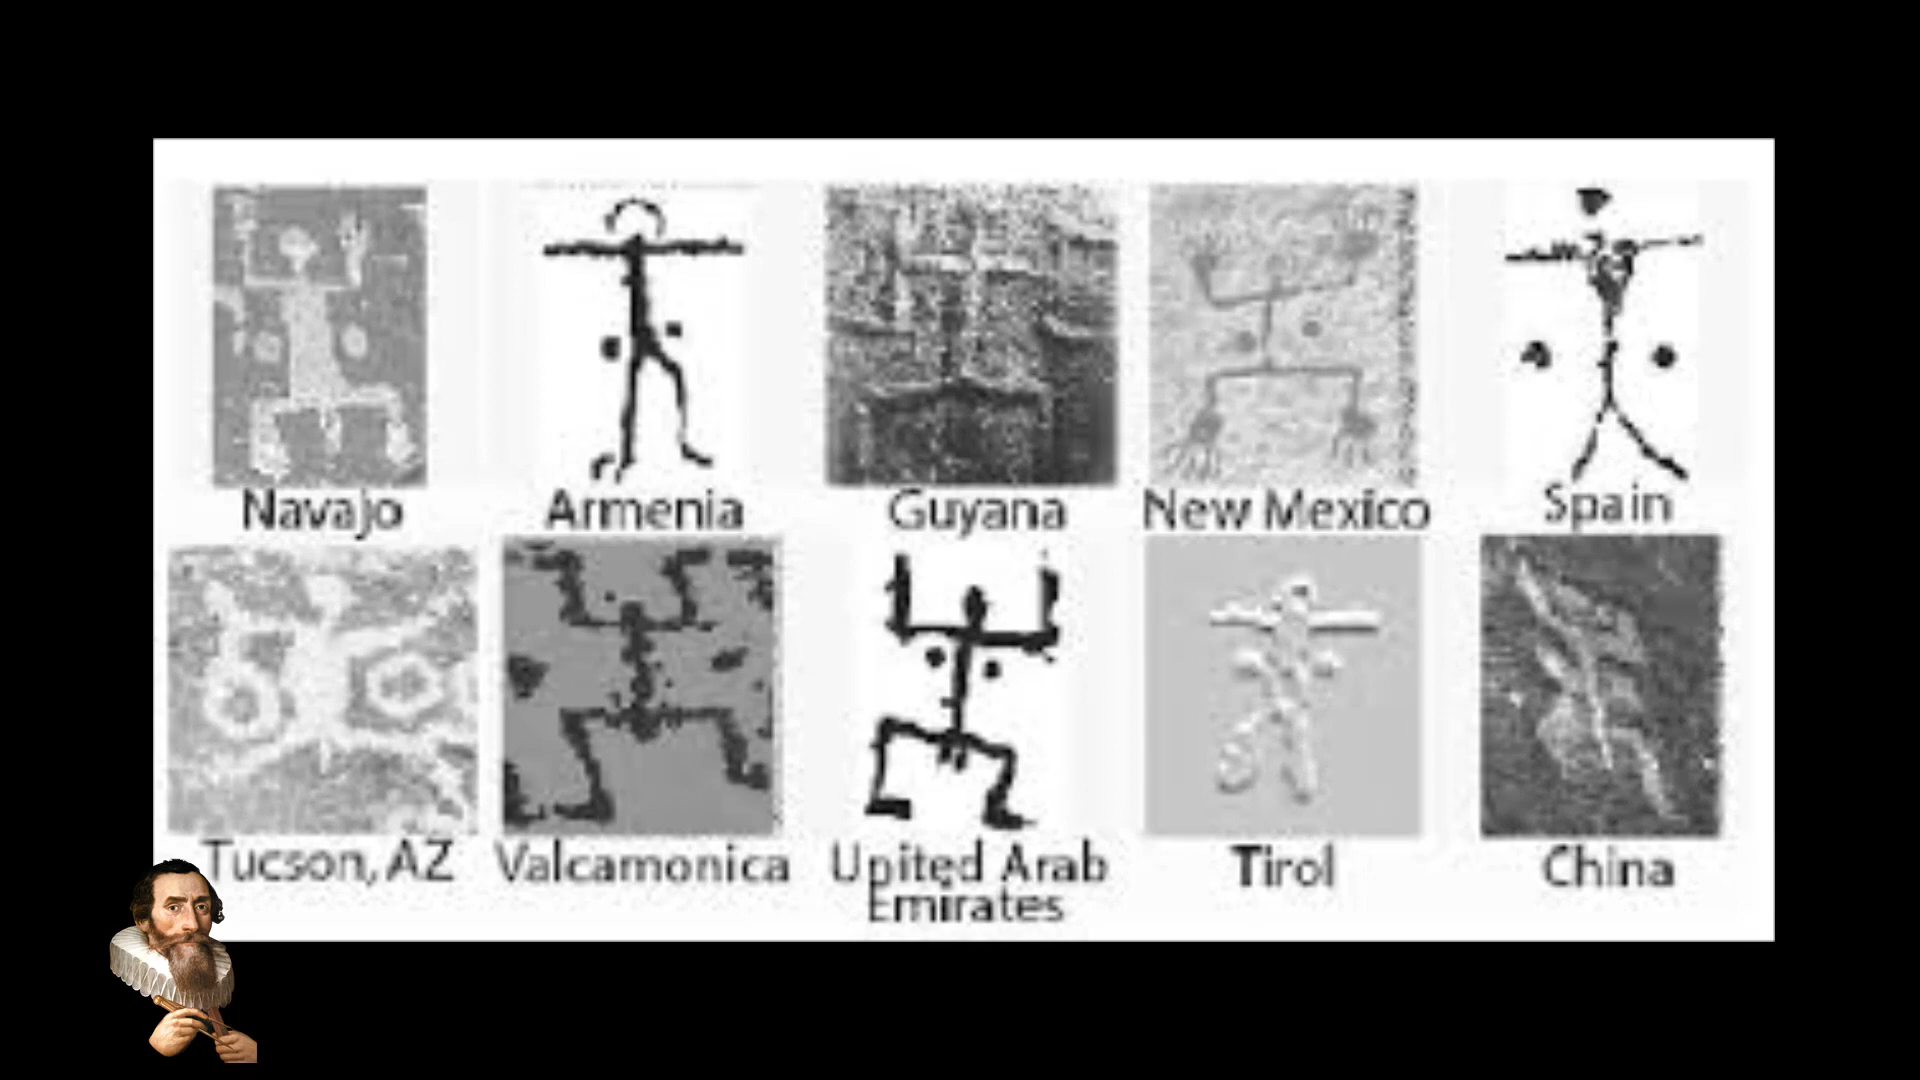 Navajo
Armenia
Guyana
New Mexico
Spain
Tucson, AZ
Valcamonica
United Arab
Emirates
Tirol
China